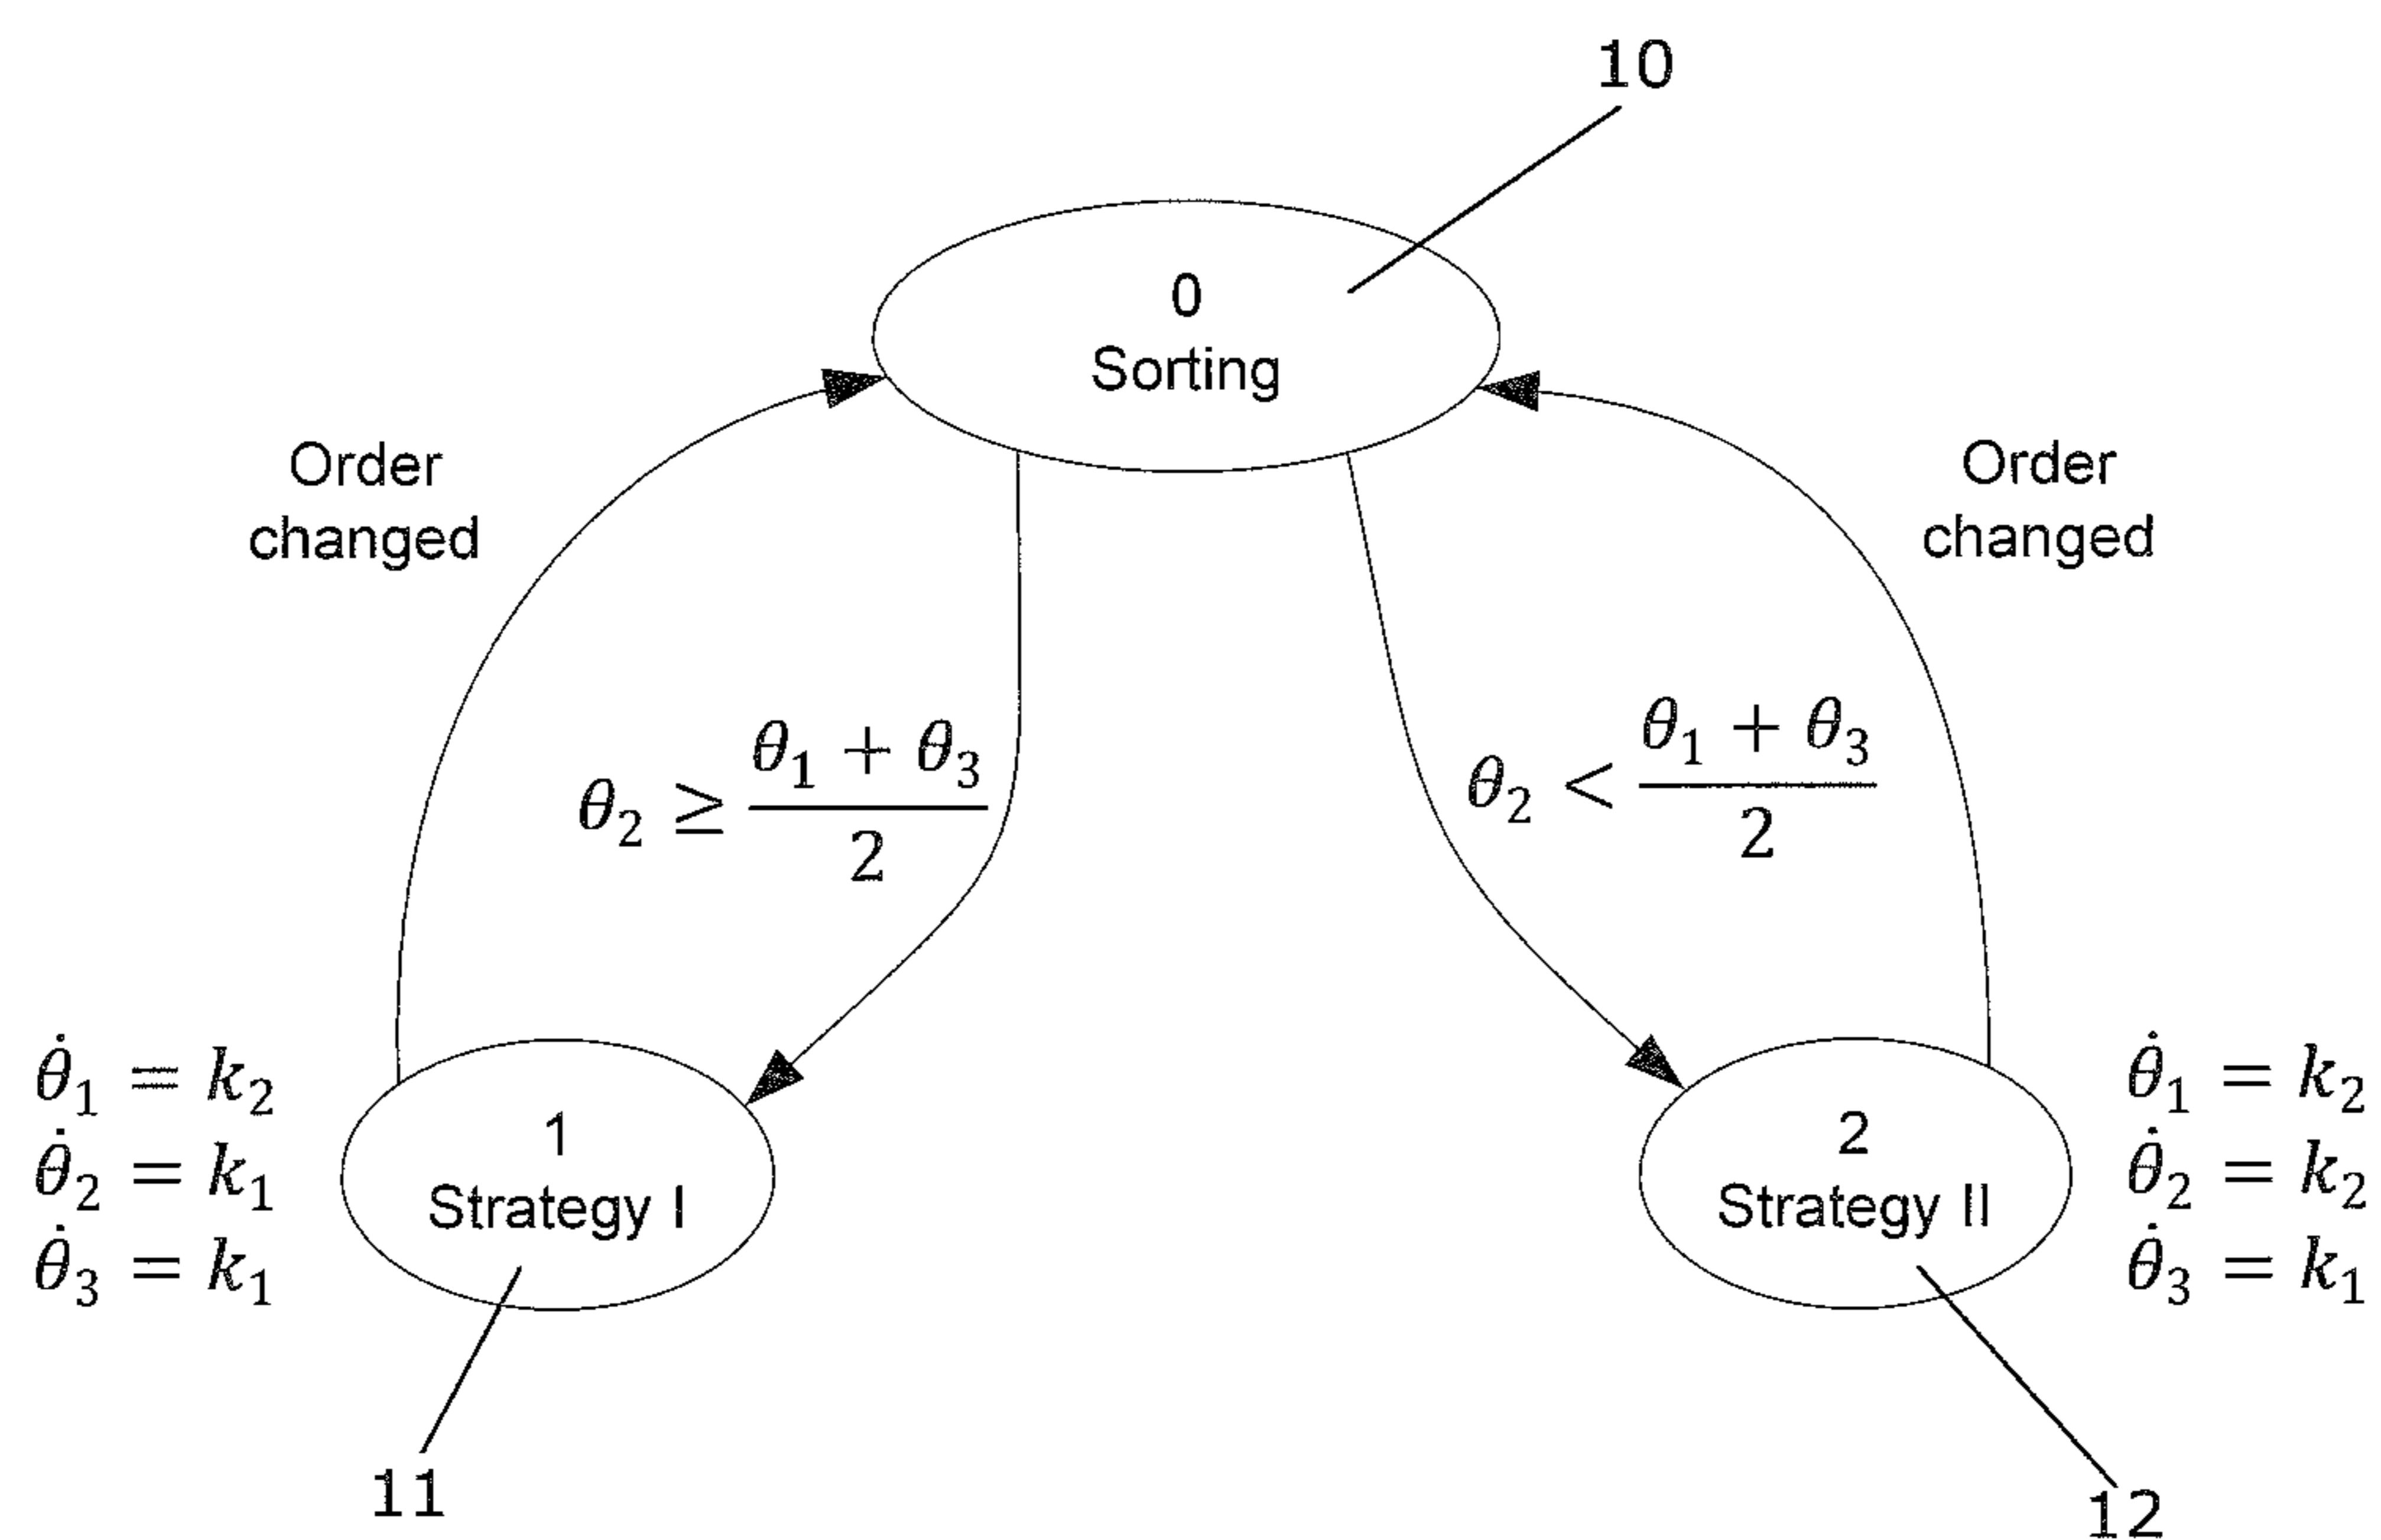 10
0
Sorting
Order
changed
Order
changed
θ₂ ≥ (θ₁ + θ₃)/2
θ₂ < (θ₁ + θ₃)/2
θ̇₁ = k₂
θ̇₂ = k₁
θ̇₃ = k₁
1
Strategy I
2
Strategy II
θ̇₁ = k₂
θ̇₂ = k₂
θ̇₃ = k₁
11
12